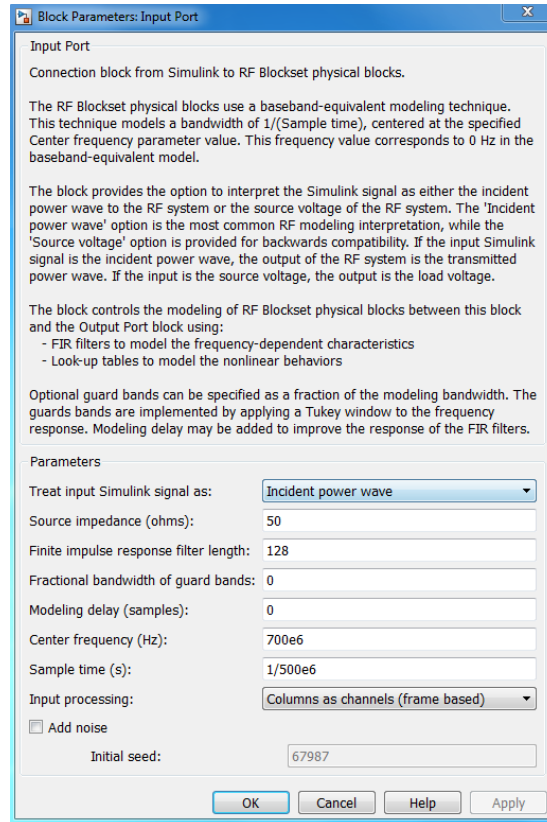 Block Parameters: Input Port
x
Input Port
Connection block from Simulink to RF Blockset physical blocks.
The RF Blockset physical blocks use a baseband-equivalent modeling technique.
This technique models a bandwidth of 1/(Sample time), centered at the specified
Center frequency parameter value. This frequency value corresponds to 0 Hz in the
baseband-equivalent model.
The block provides the option to interpret the Simulink signal as either the incident
power wave to the RF system or the source voltage of the RF system. The 'Incident
power wave' option is the most common RF modeling interpretation, while the
'Source voltage' option is provided for backwards compatibility. If the input Simulink
signal is the incident power wave, the output of the RF system is the transmitted
power wave. If the input is the source voltage, the output is the load voltage.
The block controls the modeling of RF Blockset physical blocks between this block
and the Output Port block using:
- FIR filters to model the frequency-dependent characteristics
- Look-up tables to model the nonlinear behaviors
Optional guard bands can be specified as a fraction of the modeling bandwidth. The
guards bands are implemented by applying a Tukey window to the frequency
response. Modeling delay may be added to improve the response of the FIR filters.
Parameters
Treat input Simulink signal as: Incident power wave
Source impedance (ohms): 50
Finite impulse response filter length: 128
Fractional bandwidth of guard bands: 0
Modeling delay (samples): 0
Center frequency (Hz): 700e6
Sample time (s): 1/500e6
Input processing: Columns as channels (frame based)
Add noise
Initial seed: 67987
OK Cancel Help Apply